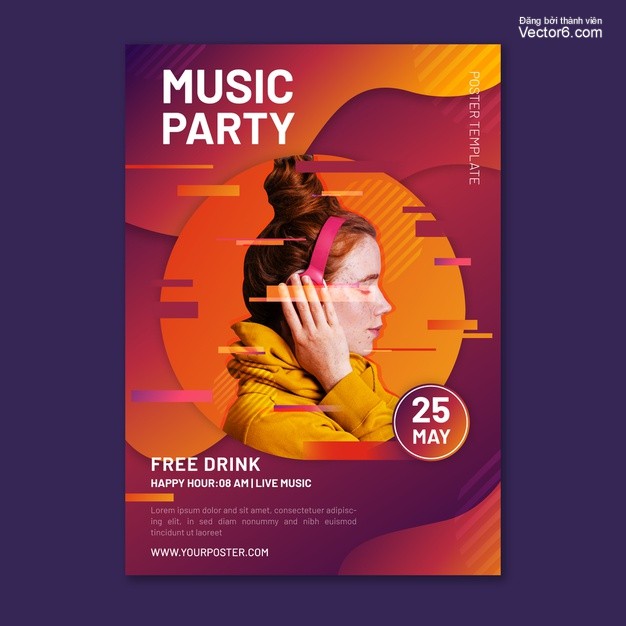 Đăng bởi thành viên
Vector6.com
MUSIC
PARTY
POSTER TEMPLATE
25
MAY
FREE DRINK
HAPPY HOUR:08 AM | LIVE MUSIC
Lorem ipsum dolor sit amet, consectetuer adipisc-
ing elit, sed diam nonummy and nonummy nibh euismod
tincidunt ut laoreet
WWW.YOURPOSTER.COM